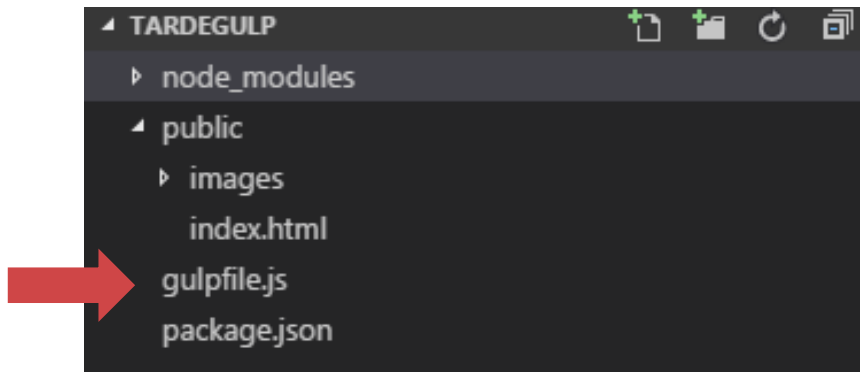 TARDEGULP
node_modules
public
images
index.html
gulpfile.js
package.json